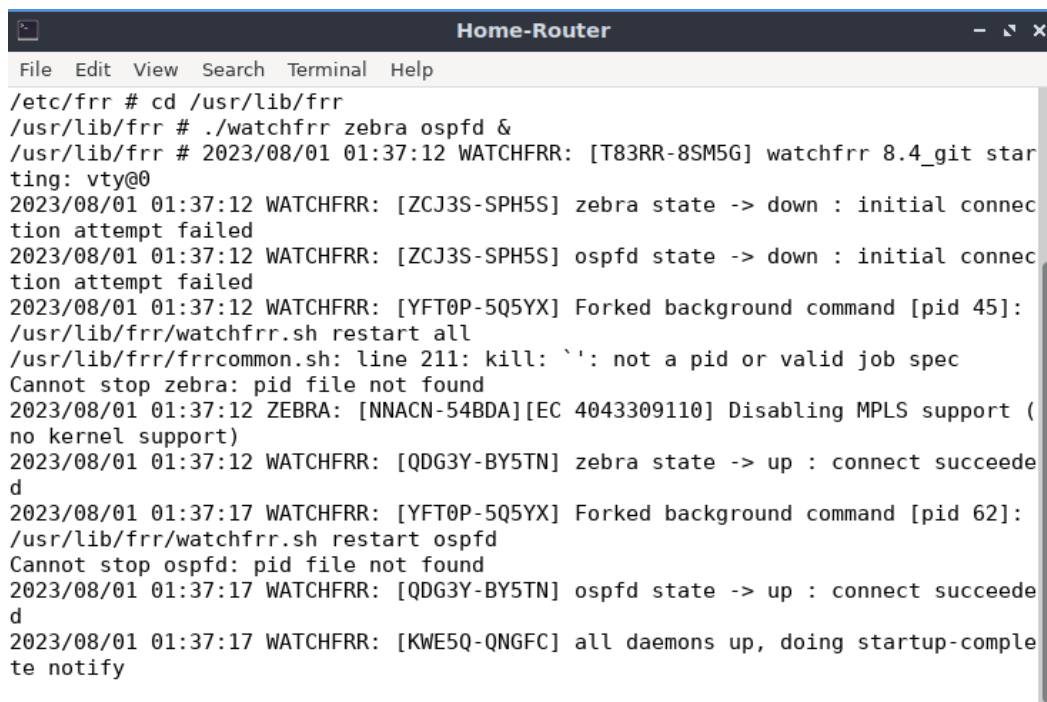 Home-Router
File Edit View Search Terminal Help
/etc/frr # cd /usr/lib/frr
/usr/lib/frr # ./watchfrr zebra ospfd &
/usr/lib/frr # 2023/08/01 01:37:12 WATCHFRR: [T83RR-8SM5G] watchfrr 8.4_git star
ting: vty@0
2023/08/01 01:37:12 WATCHFRR: [ZCJ3S-SPH5S] zebra state -> down : initial connec
tion attempt failed
2023/08/01 01:37:12 WATCHFRR: [ZCJ3S-SPH5S] ospfd state -> down : initial connec
tion attempt failed
2023/08/01 01:37:12 WATCHFRR: [YFT0P-5Q5YX] Forked background command [pid 45]:
/usr/lib/frr/watchfrr.sh restart all
/usr/lib/frr/frrcommon.sh: line 211: kill: `': not a pid or valid job spec
Cannot stop zebra: pid file not found
2023/08/01 01:37:12 ZEBRA: [NNACN-54BDA][EC 4043309110] Disabling MPLS support (
no kernel support)
2023/08/01 01:37:12 WATCHFRR: [QDG3Y-BY5TN] zebra state -> up : connect succeede
d
2023/08/01 01:37:17 WATCHFRR: [YFT0P-5Q5YX] Forked background command [pid 62]:
/usr/lib/frr/watchfrr.sh restart ospfd
Cannot stop ospfd: pid file not found
2023/08/01 01:37:17 WATCHFRR: [QDG3Y-BY5TN] ospfd state -> up : connect succeede
d
2023/08/01 01:37:17 WATCHFRR: [KWE5Q-QNGFC] all daemons up, doing startup-comple
te notify